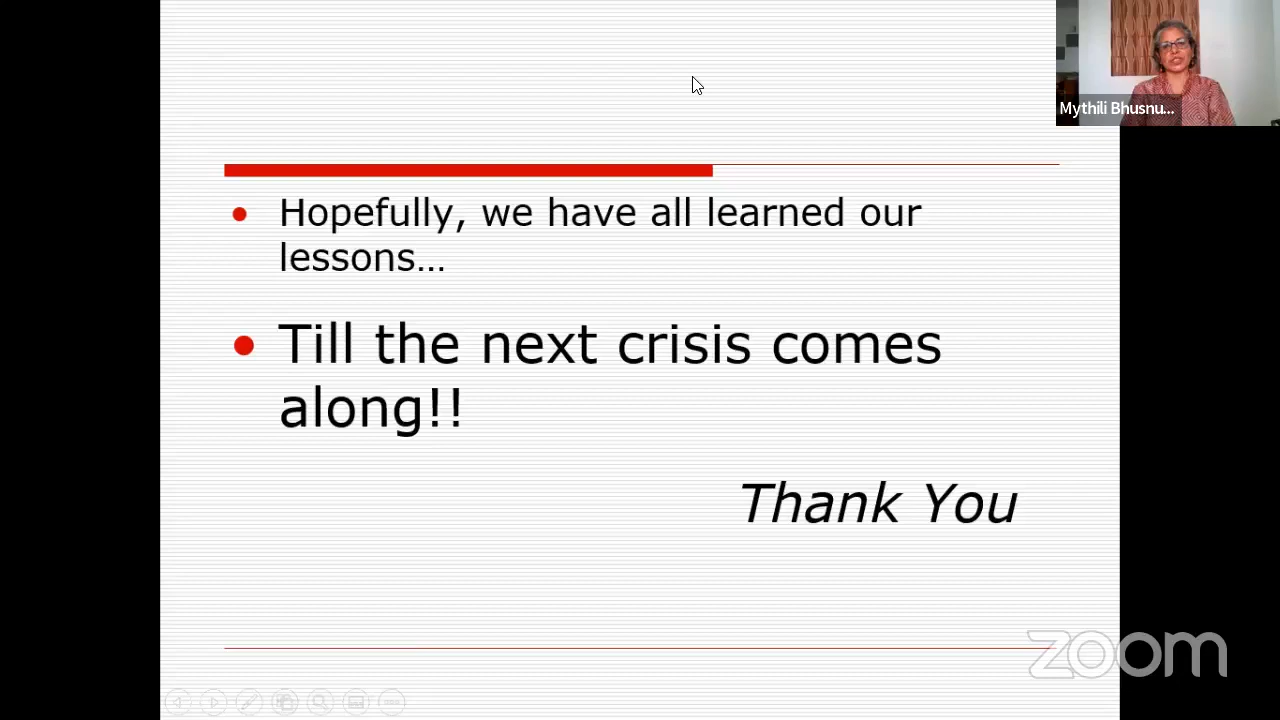 Mythili Bhusnu...
Hopefully, we have all learned our
lessons...
Till the next crisis comes
along!!
Thank You
zoom